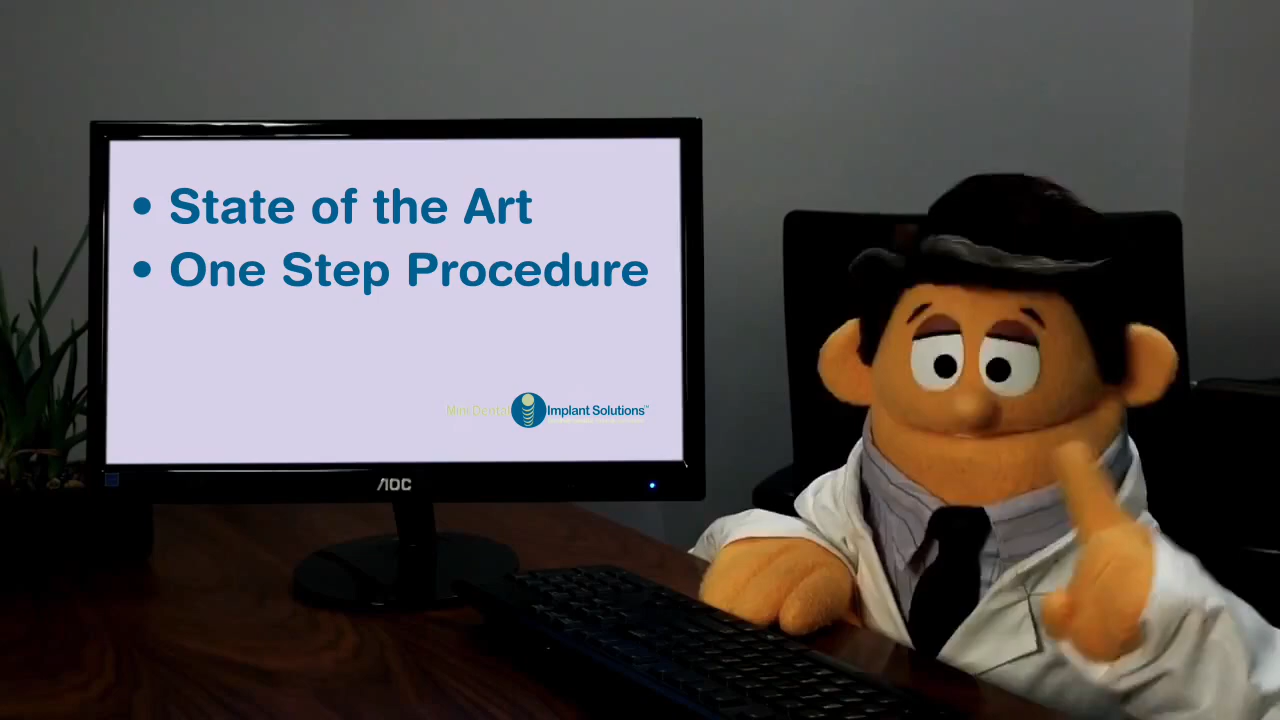 • State of the Art
• One Step Procedure
Mini Dental Implant Solutions™
AOC